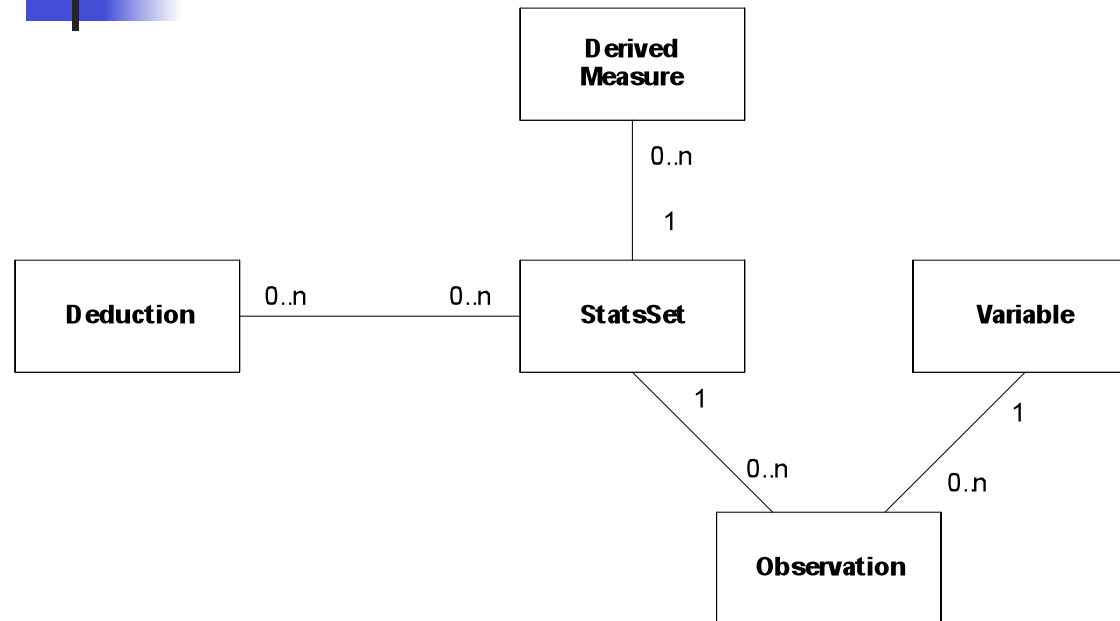 Derived
Measure
0..n
1
Deduction
0..n
0..n
StatsSet
Variable
1
1
0..n
0..n
Observation